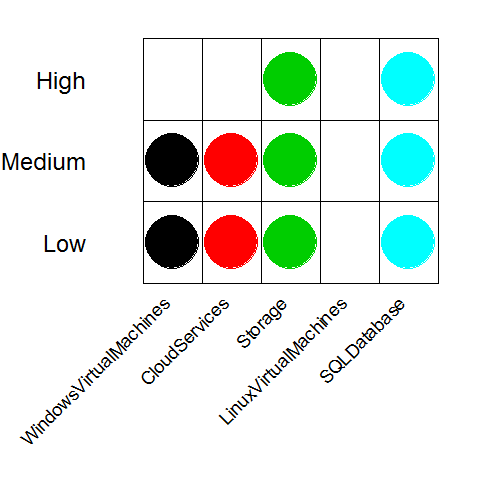 High
Medium
Low
WindowsVirtualMachines
CloudServices
Storage
LinuxVirtualMachines
SQLDatabase